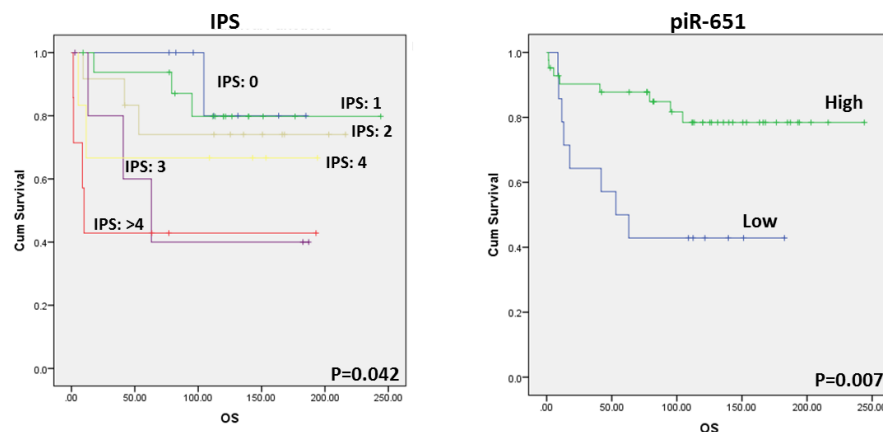 IPS
Cum Survival
1.0
0.8
0.6
0.4
0.2
0.0
IPS: 0
IPS: 1
IPS: 2
IPS: 3
IPS: 4
IPS: >4
P=0.042
.00
50.00
100.00
150.00
200.00
250.00
OS
piR-651
Cum Survival
1.0
0.8
0.6
0.4
0.2
0.0
High
Low
P=0.007
.00
50.00
100.00
150.00
200.00
250.00
OS